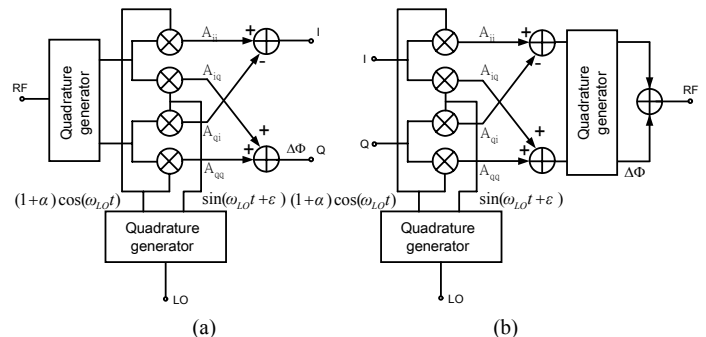 A_ii
I
RF
Quadrature generator
A_iq
-
+
A_qi
+
ΔΦ
Q
A_qq
(1+α)cos(ω_LO t)
sin(ω_LO t+ε)
Quadrature generator
LO
(a)
I
A_ii
+
-
A_iq
Quadrature generator
RF
Q
A_qi
+
+
A_qq
ΔΦ
(1+α)cos(ω_LO t)
sin(ω_LO t+ε)
Quadrature generator
LO
(b)